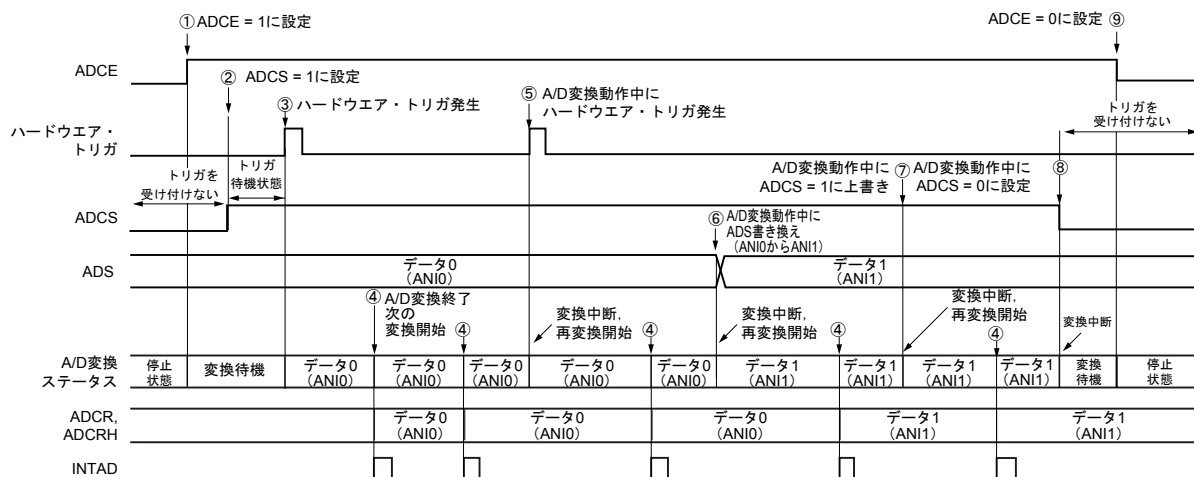 ① ADCE = 1に設定
ADCE = 0に設定 ⑨
ADCE
② ADCS = 1に設定
③ ハードウエア・トリガ発生
⑤ A/D変換動作中に
ハードウエア・トリガ発生
トリガを
受け付けない
ハードウエア・
トリガ
トリガを
受け付けない
トリガ
待機状態
A/D変換動作中に
ADCS = 1に上書き
⑦ A/D変換動作中に
ADCS = 0に設定
⑧
ADCS
⑥ A/D変換動作中に
ADS書き換え
（ANI0からANI1）
ADS
データ0
（ANI0）
データ1
（ANI1）
④ A/D変換終了
次の
変換開始
④
変換中断,
再変換開始
④
変換中断,
再変換開始
④
変換中断,
再変換開始
④
変換中断
A/D変換
ステータス
停止
状態
変換待機
データ0
（ANI0）
データ0
（ANI0）
データ0
（ANI0）
データ0
（ANI0）
データ0
（ANI0）
データ1
（ANI1）
データ1
（ANI1）
データ1
（ANI1）
データ1
（ANI1）
変換
待機
停止
状態
ADCR,
ADCRH
データ0
（ANI0）
データ0
（ANI0）
データ0
（ANI0）
データ1
（ANI1）
データ1
（ANI1）
INTAD